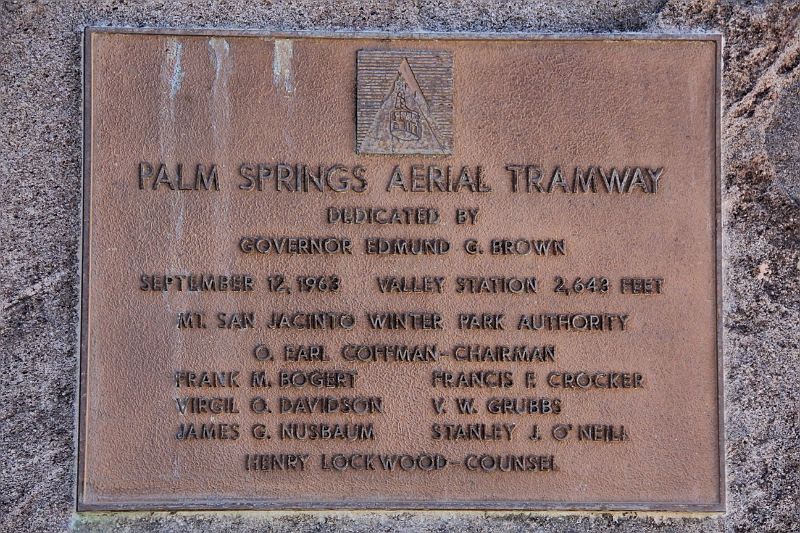 PALM SPRINGS AERIAL TRAMWAY
DEDICATED BY
GOVERNOR EDMUND G. BROWN
SEPTEMBER 12, 1963 VALLEY STATION 2,643 FEET
MT. SAN JACINTO WINTER PARK AUTHORITY
O. EARL COFFMAN-CHAIRMAN
FRANK M. BOGERT FRANCIS F. CROCKER
VIRGIL O. DAVIDSON V. W. GRUBBS
JAMES G. NUSBAUM STANLEY J. O'NEILL
HENRY LOCKWOOD-COUNSEL